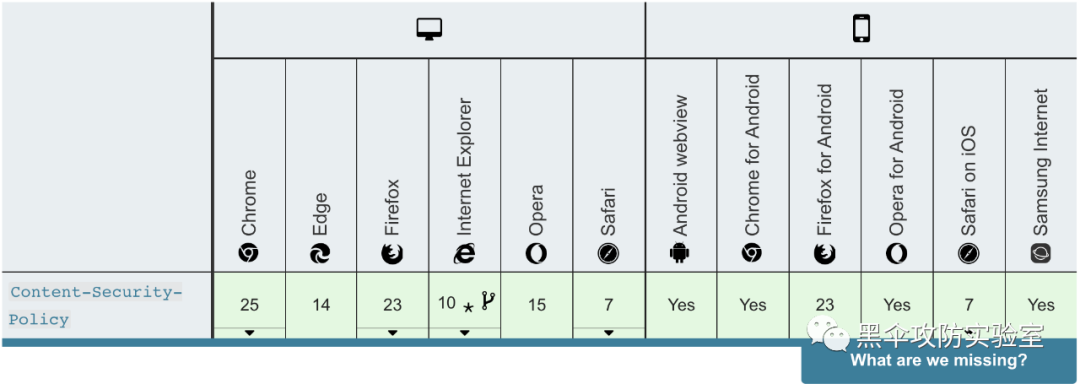 Chrome
Edge
Firefox
Internet Explorer
Opera
Safari
Android webview
Chrome for Android
Firefox for Android
Opera for Android
Safari on iOS
Samsung Internet
Content-Security-
Policy
25
14
23
10 *
15
7
Yes
Yes
23
Yes
7
Yes
黑伞攻防实验室
What are we missing?